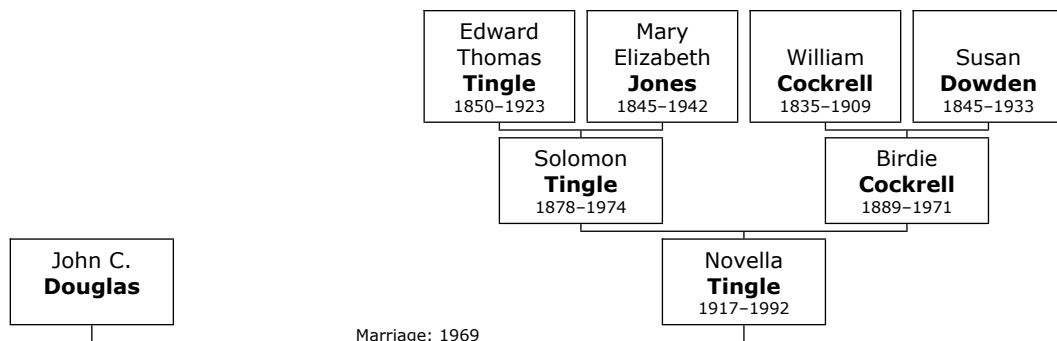 Edward
Thomas
Tingle
1850–1923
Mary
Elizabeth
Jones
1845–1942
William
Cockrell
1835–1909
Susan
Dowden
1845–1933
Solomon
Tingle
1878–1974
Birdie
Cockrell
1889–1971
John C.
Douglas
Novella
Tingle
1917–1992
Marriage: 1969